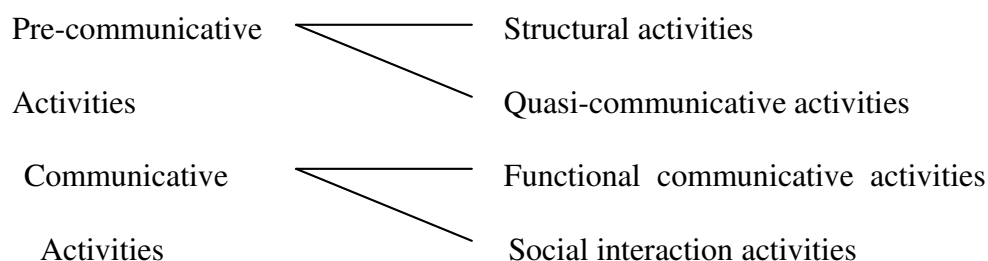 Pre-communicative Structural activities
Activities Quasi-communicative activities
Communicative Functional communicative activities
Activities Social interaction activities